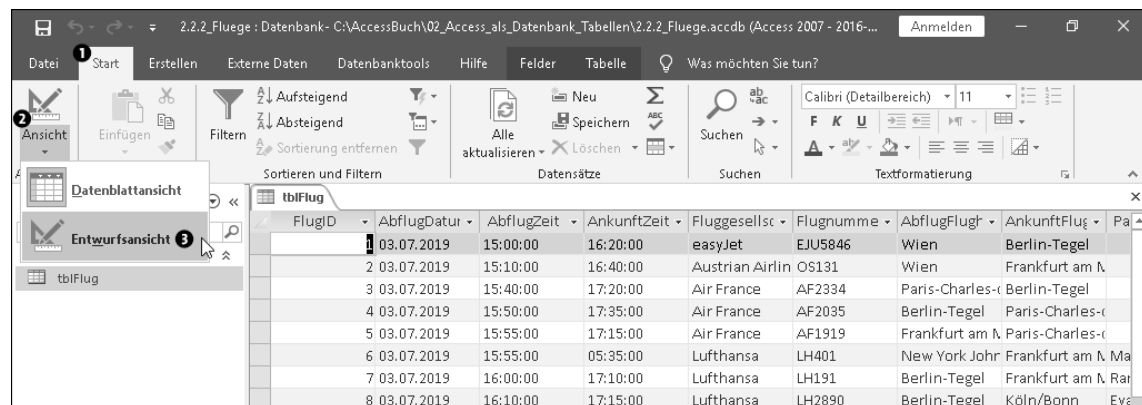 2.2.2_Fluege : Datenbank- C:\AccessBuch\02_Access_als_Datenbank_Tabellen\2.2.2_Fluege.accdb (Access 2007 - 2016-... Anmelden
1
Datei Start Erstellen Externe Daten Datenbanktools Hilfe Felder Tabelle Was möchten Sie tun?
2
Ansicht
Einfügen
Filtern
Aufsteigend
Absteigend
Sortierung entfernen
Sortieren und Filtern
Alle aktualisieren
Neu
Speichern
Löschen
Datensätze
Suchen
Suchen
Calibri (Detailbereich) 11
F K U
Textformatierung
Datenblattansicht
Entwurfsansicht 3
tblFlug
tblFlug
FlugID AbflugDatur AbflugZeit AnkunftZeit Fluggesellsc Flugnumme AbflugFlugh AnkunftFlug Pa
1 03.07.2019 15:00:00 16:20:00 easyJet EJU5846 Wien Berlin-Tegel
2 03.07.2019 15:10:00 16:40:00 Austrian Airlin OS131 Wien Frankfurt am M
3 03.07.2019 15:40:00 17:20:00 Air France AF2334 Paris-Charles-d Berlin-Tegel
4 03.07.2019 15:50:00 17:35:00 Air France AF2035 Berlin-Tegel Paris-Charles-d
5 03.07.2019 15:55:00 17:15:00 Air France AF1919 Frankfurt am M Paris-Charles-d
6 03.07.2019 15:55:00 05:35:00 Lufthansa LH401 New York John Frankfurt am M Ma
7 03.07.2019 16:00:00 17:10:00 Lufthansa LH191 Berlin-Tegel Frankfurt am M Rar
8 03.07.2019 16:10:00 17:15:00 Lufthansa LH2890 Berlin-Tegel Köln/Bonn Eva